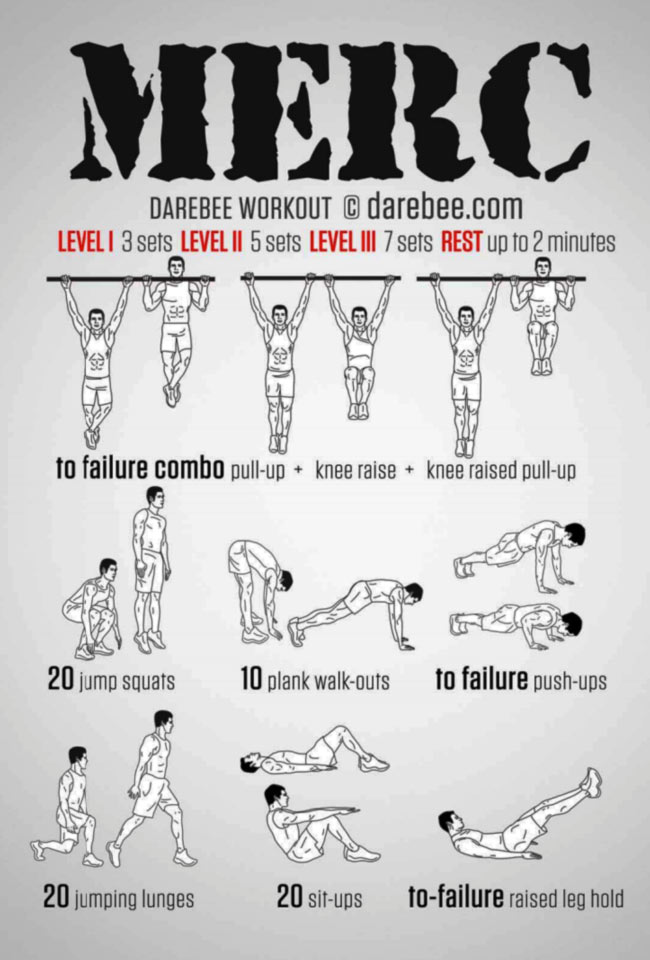 MERC
DAREBEE WORKOUT © darebee.com
LEVEL I 3 sets LEVEL II 5 sets LEVEL III 7 sets REST up to 2 minutes
to failure combo pull-up + knee raise + knee raised pull-up
20 jump squats
10 plank walk-outs
to failure push-ups
20 jumping lunges
20 sit-ups
to-failure raised leg hold